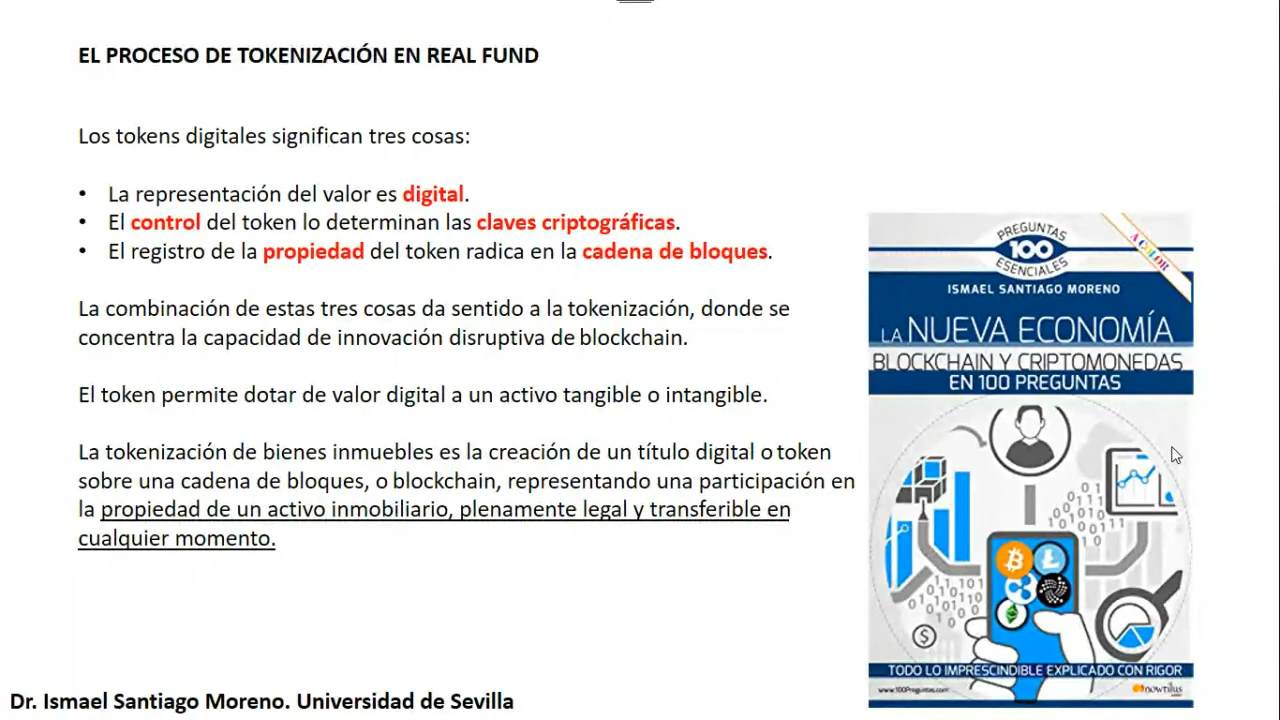 EL PROCESO DE TOKENIZACIÓN EN REAL FUND
Los tokens digitales significan tres cosas:
• La representación del valor es digital.
• El control del token lo determinan las claves criptográficas.
• El registro de la propiedad del token radica en la cadena de bloques.
La combinación de estas tres cosas da sentido a la tokenización, donde se
concentra la capacidad de innovación disruptiva de blockchain.
El token permite dotar de valor digital a un activo tangible o intangible.
La tokenización de bienes inmuebles es la creación de un título digital o token
sobre una cadena de bloques, o blockchain, representando una participación en
la propiedad de un activo inmobiliario, plenamente legal y transferible en
cualquier momento.
PREGUNTAS
100
ESENCIALES
A COLOR
ISMAEL SANTIAGO MORENO
LA NUEVA ECONOMÍA
BLOCKCHAIN Y CRIPTOMONEDAS
EN 100 PREGUNTAS
TODO LO IMPRESCINDIBLE EXPLICADO CON RIGOR
www.100Preguntas.com
nowtilus
Dr. Ismael Santiago Moreno. Universidad de Sevilla